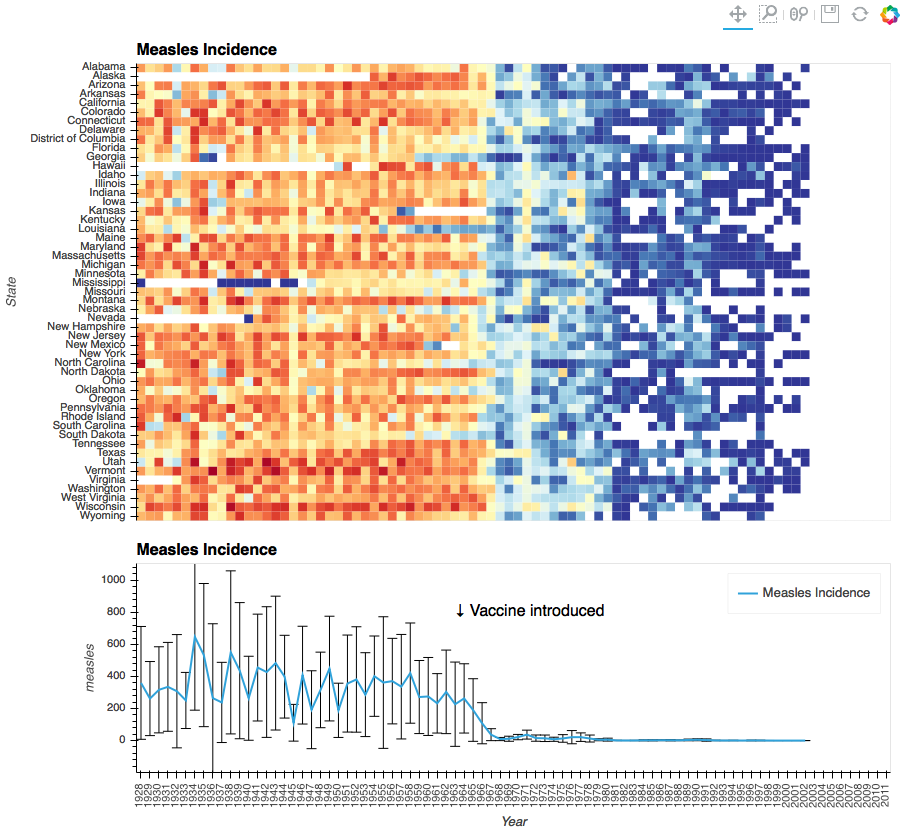 Measles Incidence
Alabama
Alaska
Arizona
Arkansas
California
Colorado
Connecticut
Delaware
District of Columbia
Florida
Georgia
Hawaii
Idaho
Illinois
Indiana
Iowa
Kansas
Kentucky
Louisiana
Maine
Maryland
Massachusetts
Michigan
Minnesota
Mississippi
Missouri
Montana
Nebraska
Nevada
New Hampshire
New Jersey
New Mexico
New York
North Carolina
North Dakota
Ohio
Oklahoma
Oregon
Pennsylvania
Rhode Island
South Carolina
South Dakota
Tennessee
Texas
Utah
Vermont
Virginia
Washington
West Virginia
Wisconsin
Wyoming
State
Measles Incidence
1000
800
600
400
200
0
measles
↓ Vaccine introduced
Measles Incidence
1928 1929 1930 1931 1932 1933 1934 1935 1936 1937 1938 1939 1940 1941 1942 1943 1944 1945 1946 1947 1948 1949 1950 1951 1952 1953 1954 1955 1956 1957 1958 1959 1960 1961 1962 1963 1964 1965 1966 1967 1968 1969 1970 1971 1972 1973 1974 1975 1976 1977 1978 1979 1980 1981 1982 1983 1984 1985 1986 1987 1988 1989 1990 1991 1992 1993 1994 1995 1996 1997 1998 1999 2000 2001 2002 2003 2004 2005 2006 2007 2008 2009 2010 2011
Year